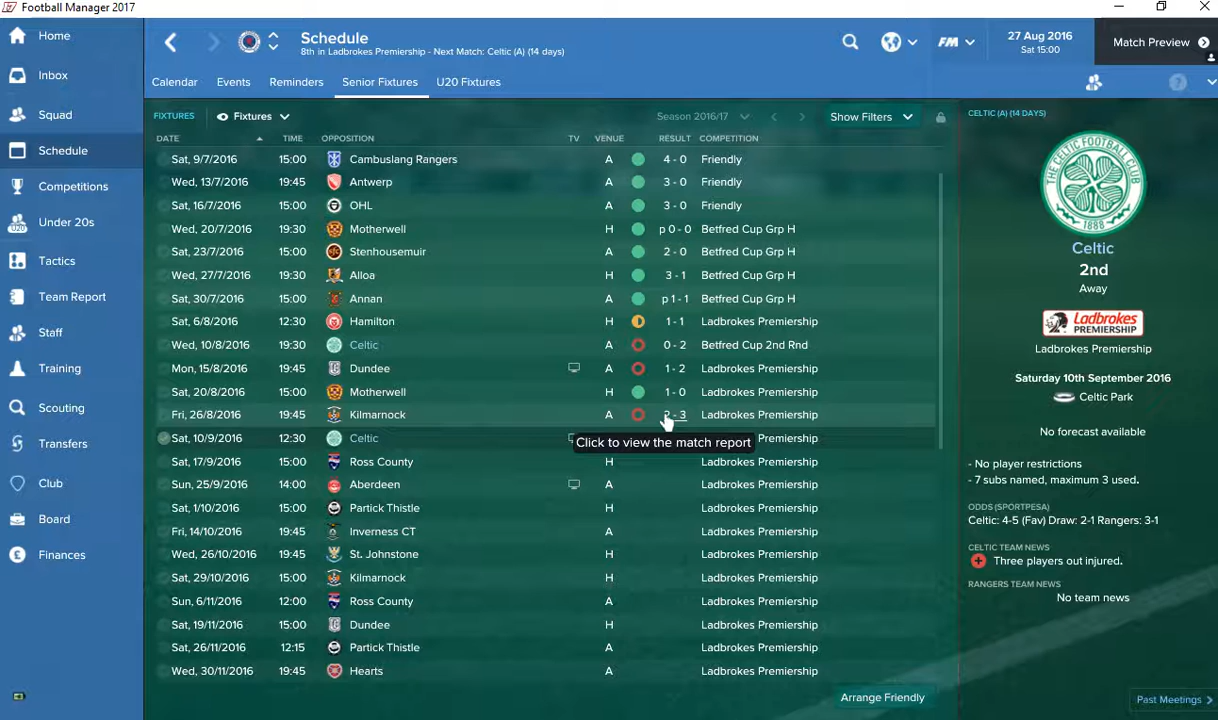 Football Manager 2017
Home
Inbox
Squad
Schedule
Competitions
Under 20s
Tactics
Team Report
Staff
Training
Scouting
Transfers
Club
Board
Finances
Schedule
8th in Ladbrokes Premiership - Next Match: Celtic (A) (14 days)
FM
27 Aug 2016
Sat 15:00
Match Preview
Calendar Events Reminders Senior Fixtures U20 Fixtures
FIXTURES Fixtures Season 2016/17 Show Filters
DATE TIME OPPOSITION TV VENUE RESULT COMPETITION
Sat, 9/7/2016 15:00 Cambuslang Rangers A 4 - 0 Friendly
Wed, 13/7/2016 19:45 Antwerp A 3 - 0 Friendly
Sat, 16/7/2016 15:00 OHL A 3 - 0 Friendly
Wed, 20/7/2016 19:30 Motherwell H p 0 - 0 Betfred Cup Grp H
Sat, 23/7/2016 15:00 Stenhousemuir A 2 - 0 Betfred Cup Grp H
Wed, 27/7/2016 19:30 Alloa H 3 - 1 Betfred Cup Grp H
Sat, 30/7/2016 15:00 Annan A p 1 - 1 Betfred Cup Grp H
Sat, 6/8/2016 12:30 Hamilton H 1 - 1 Ladbrokes Premiership
Wed, 10/8/2016 19:30 Celtic A 0 - 2 Betfred Cup 2nd Rnd
Mon, 15/8/2016 19:45 Dundee A 1 - 2 Ladbrokes Premiership
Sat, 20/8/2016 15:00 Motherwell H 1 - 0 Ladbrokes Premiership
Fri, 26/8/2016 19:45 Kilmarnock A - 3 Ladbrokes Premiership
Sat, 10/9/2016 12:30 Celtic Premiership
Click to view the match report
Sat, 17/9/2016 15:00 Ross County H Ladbrokes Premiership
Sun, 25/9/2016 14:00 Aberdeen A Ladbrokes Premiership
Sat, 1/10/2016 15:00 Partick Thistle H Ladbrokes Premiership
Fri, 14/10/2016 19:45 Inverness CT A Ladbrokes Premiership
Wed, 26/10/2016 19:45 St. Johnstone H Ladbrokes Premiership
Sat, 29/10/2016 15:00 Kilmarnock H Ladbrokes Premiership
Sun, 6/11/2016 12:00 Ross County A Ladbrokes Premiership
Sat, 19/11/2016 15:00 Dundee H Ladbrokes Premiership
Sat, 26/11/2016 12:15 Partick Thistle A Ladbrokes Premiership
Wed, 30/11/2016 19:45 Hearts A Ladbrokes Premiership
Arrange Friendly
CELTIC (A) (14 DAYS)
THE CELTIC FOOTBALL CLUB
1888
Celtic
2nd
Away
Ladbrokes
PREMIERSHIP
Ladbrokes Premiership
Saturday 10th September 2016
Celtic Park
No forecast available
- No player restrictions
- 7 subs named, maximum 3 used.
ODDS (SPORTPESA)
Celtic: 4-5 (Fav) Draw: 2-1 Rangers: 3-1
CELTIC TEAM NEWS
Three players out injured.
RANGERS TEAM NEWS
No team news
Past Meetings